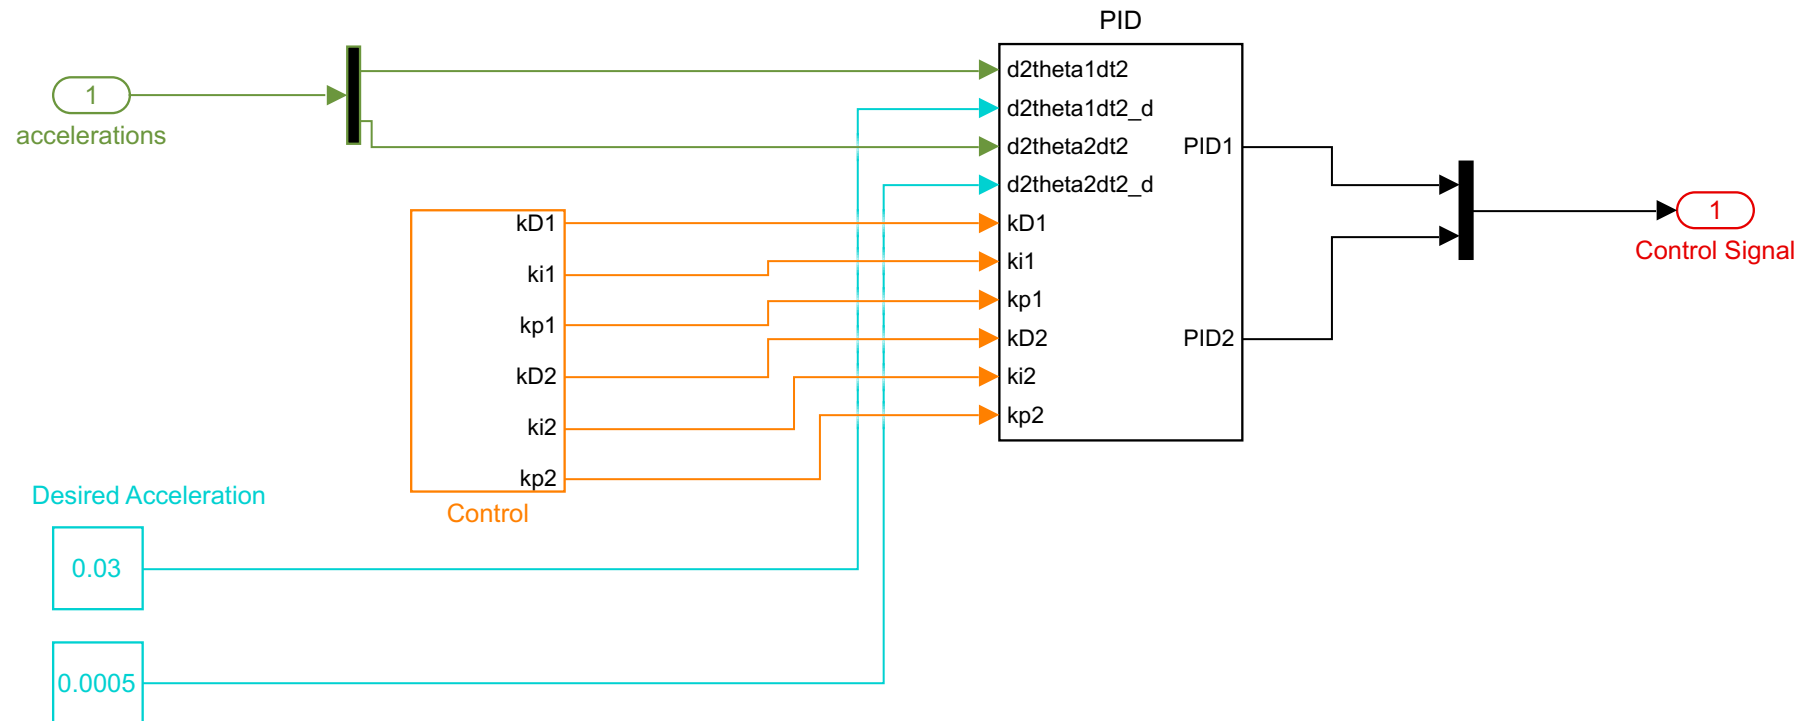 PID
1
accelerations
d2theta1dt2
d2theta1dt2_d
d2theta2dt2
d2theta2dt2_d
kD1
ki1
kp1
kD2
ki2
kp2
PID1
PID2
kD1
ki1
kp1
kD2
ki2
kp2
Control
1
Control Signal
Desired Acceleration
0.03
0.0005